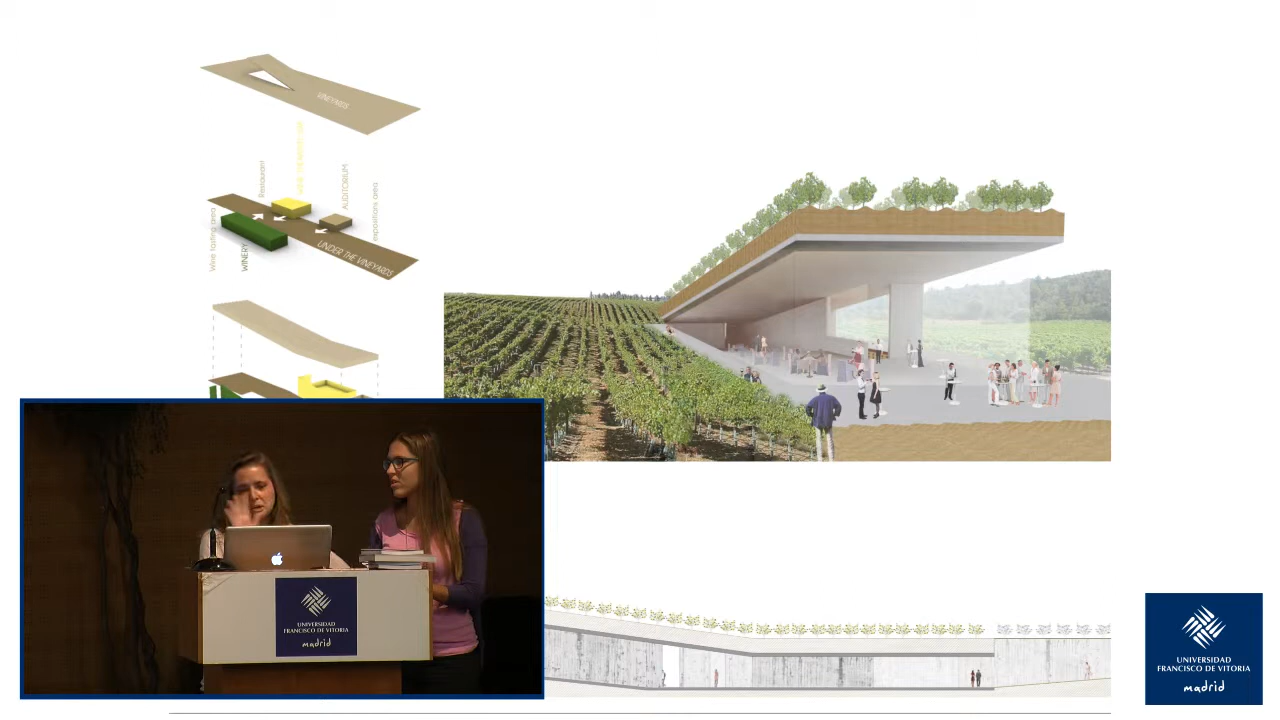 VINEYARDS
Restaurant
AUDITORIUM
expositions area
Wine tasting area
WINERY
UNDER THE VINEYARDS
UNIVERSIDAD
FRANCISCO DE VITORIA
madrid
UNIVERSIDAD
FRANCISCO DE VITORIA
madrid